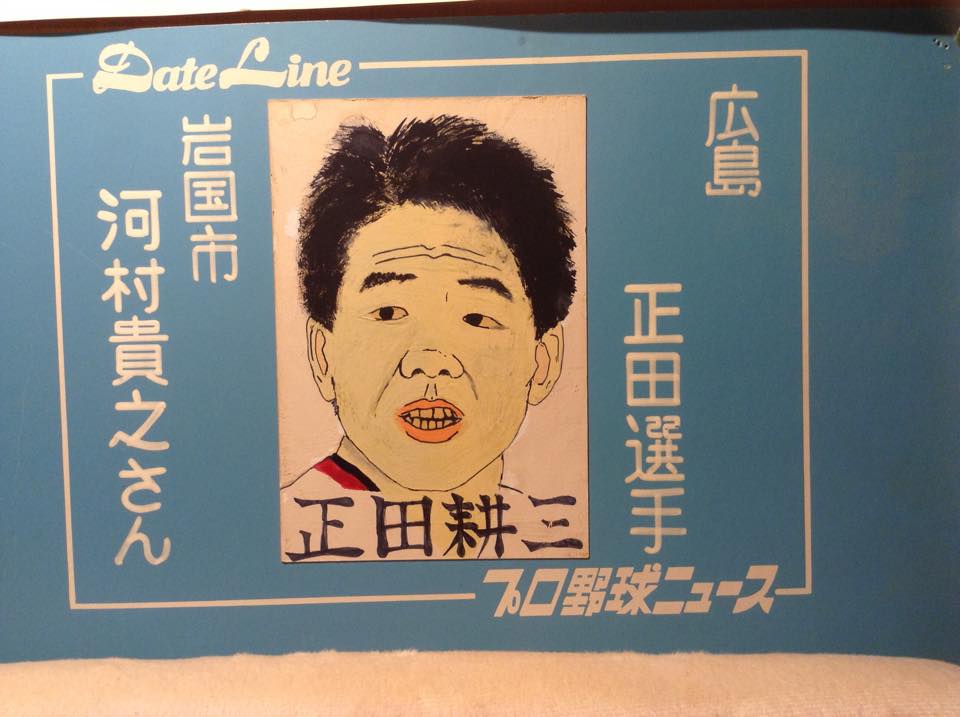 Date Line
広島
正田選手
正田耕三
岩国市
河村貴之さん
プロ野球ニュース